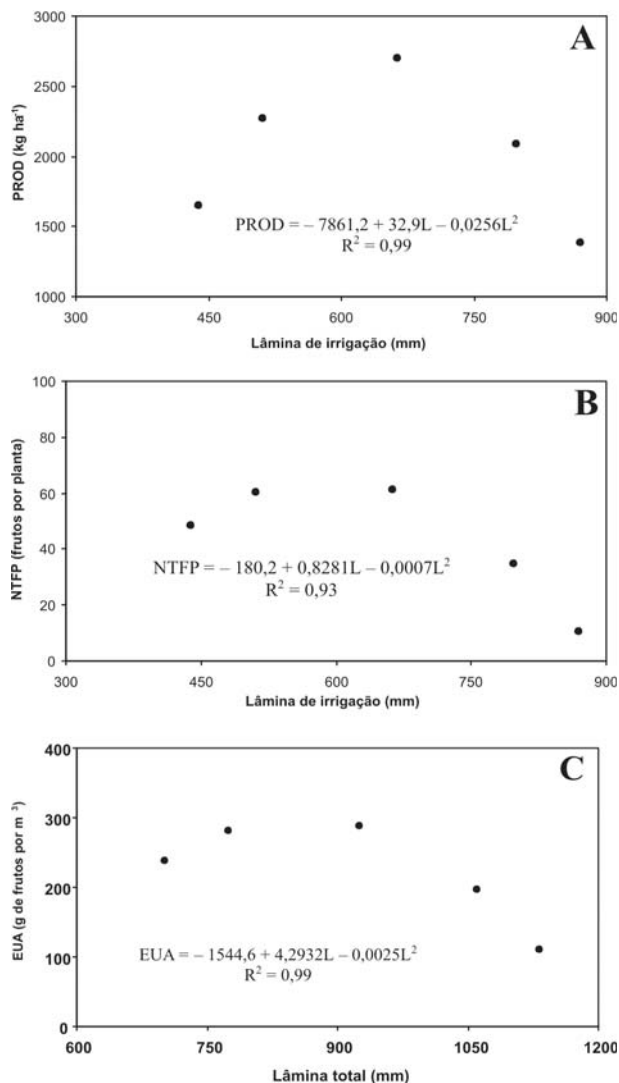 A
3000
2500
2000
1500
1000
PROD (kg ha⁻¹)
PROD = – 7861,2 + 32,9L – 0,0256L²
R² = 0,99
300 450 600 750 900
Lâmina de irrigação (mm)
B
100
80
60
40
20
0
NTFP (frutos por planta)
NTFP = – 180,2 + 0,8281L – 0,0007L²
R² = 0,93
300 450 600 750 900
Lâmina de irrigação (mm)
C
400
300
200
100
0
EUA (g de frutos por m⁻³)
EUA = – 1544,6 + 4,2932L – 0,0025L²
R² = 0,99
600 750 900 1050 1200
Lâmina total (mm)